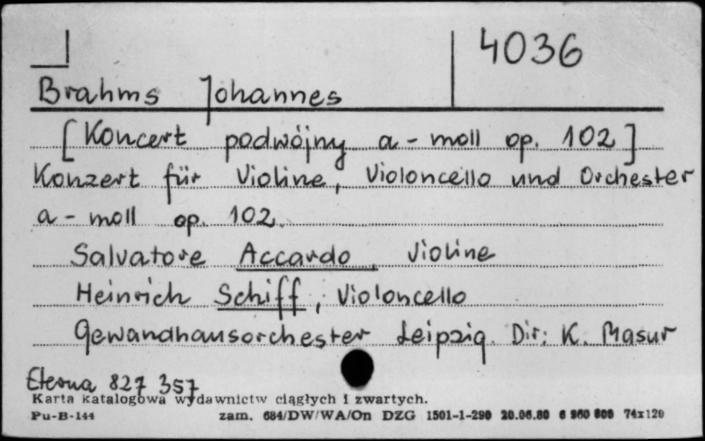 4036
Brahms Johannes
[Koncert podwójny a-moll op. 102]
Konzert für Violine, Violoncello und Orchester
a-moll op. 102.
Salvatore Accardo, Violine
Heinrich Schiff, Violoncello
Gewandhausorchester Leipzig. Dir: K. Masur
Eterna 827 357
Karta katalogowa wydawnictw ciągłych i zwartych.
Pu-B-144 zam. 684/DW/WA/On DZG 1501-1-290 20.06.80 6 960 800 74x120